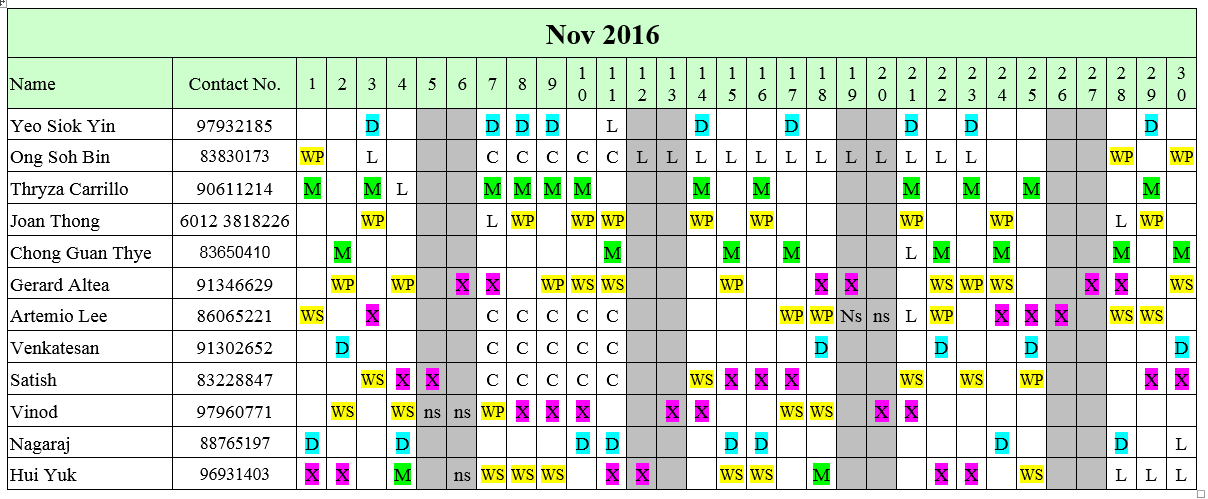 Nov 2016
Name Contact No. 1 2 3 4 5 6 7 8 9 10 11 12 13 14 15 16 17 18 19 20 21 22 23 24 25 26 27 28 29 30
Yeo Siok Yin 97932185 D D D D L D D D D D
Ong Soh Bin 83830173 WP L C C C C C L L L L L L L L L L L L WP WP
Thryza Carrillo 90611214 M M L M M M M M M M M M M
Joan Thong 6012 3818226 WP L WP WP WP WP WP WP WP L WP
Chong Guan Thye 83650410 M M M M L M M M M
Gerard Altea 91346629 WP WP X X WP WS WS WP X X WS WP WS X X WS
Artemio Lee 86065221 WS X C C C C C WP WP Ns ns L WP X X X WS WS
Venkatesan 91302652 D C C C C C D D D D
Satish 83228847 WS X X C C C C C WS X X X WS WS WP X X
Vinod 97960771 WS WS ns ns WP X X X X X WS WS X X
Nagaraj 88765197 D D D D D D D D L
Hui Yuk 96931403 X X M ns WS WS WS X X WS WS M X X WS L L L